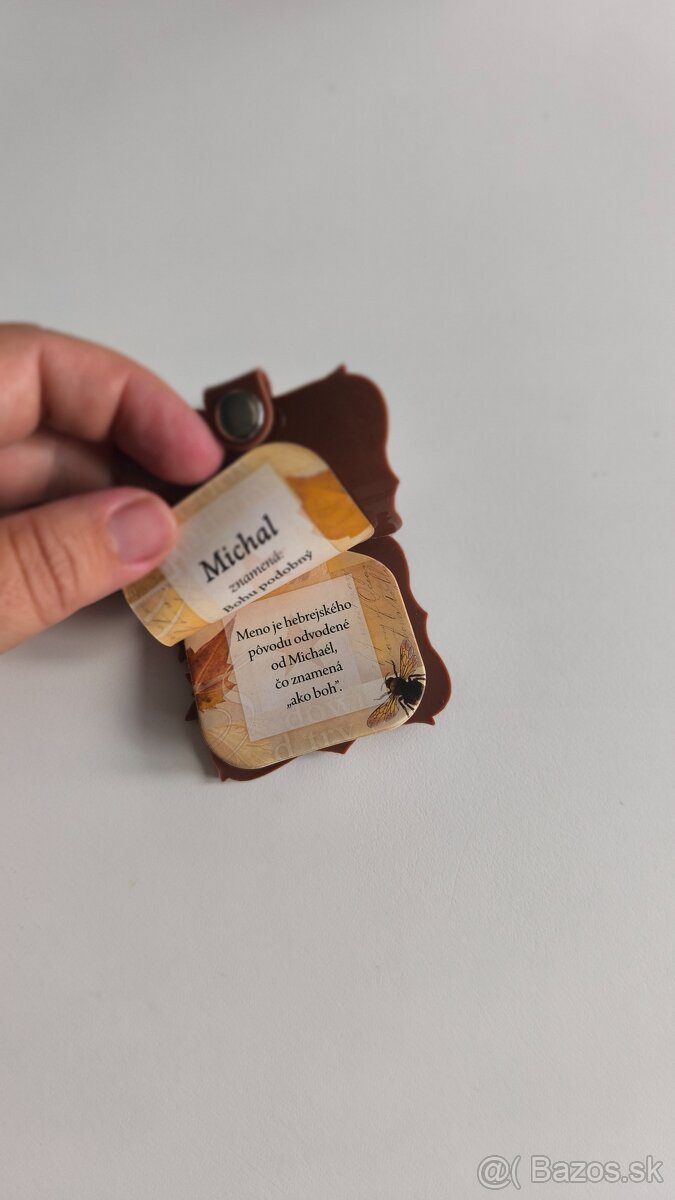 Michal
znamená:
Bohu podobný
Meno je hebrejského
pôvodu odvodené
od Michaél,
čo znamená
„ako boh".
@( Bazos.sk